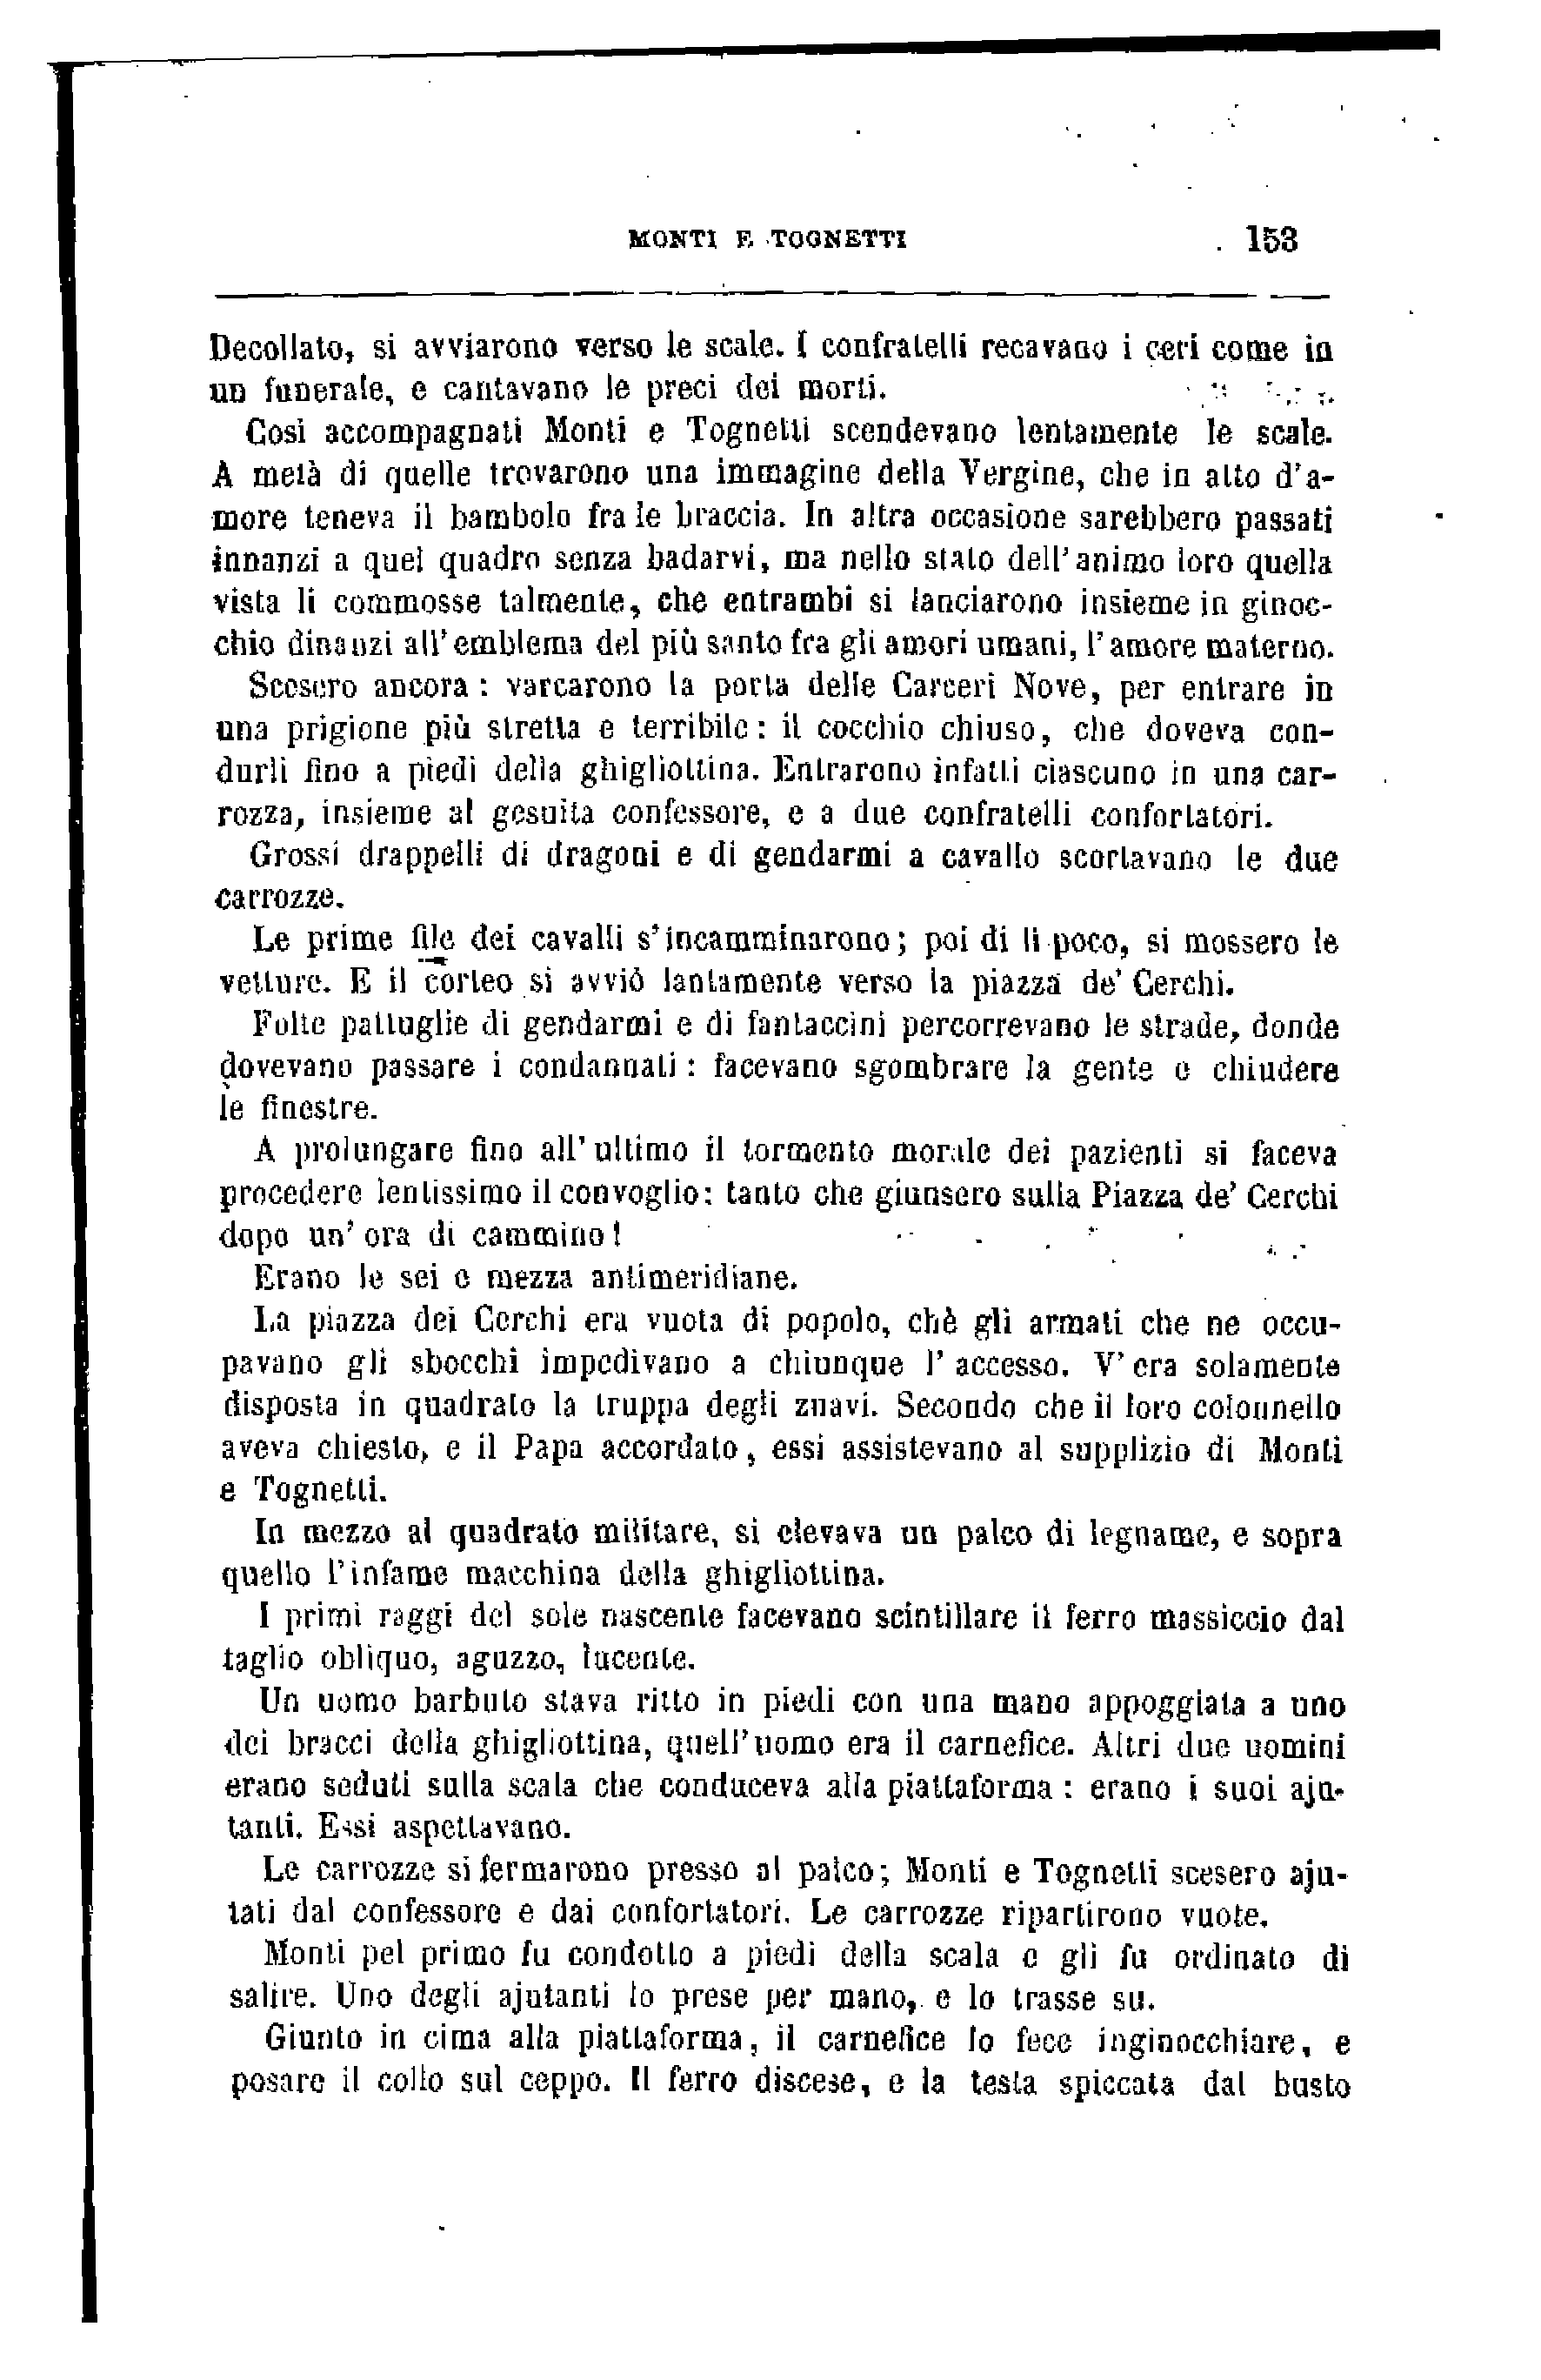 MONTI E TOGNETTI 153
Decollato, si avviarono verso le scale. I confratelli recavano i ceri come in
un funerale, e cantavano le preci dei morti.
Così accompagnati Monti e Tognetti scendevano lentamente le scale.
A metà di quelle trovarono una immagine della Vergine, che in atto d'a-
more teneva il bambolo fra le braccia. In altra occasione sarebbero passati
innanzi a quel quadro senza badarvi, ma nello stato dell'animo loro quella
vista li commosse talmente, che entrambi si lanciarono insieme in ginoc-
chio dinanzi all'emblema del più santo fra gli amori umani, l'amore materno.
Scesero ancora : varcarono la porta delle Carceri Nove, per entrare in
una prigione più stretta e terribile : il cocchio chiuso, che doveva con-
durli fino a piedi della ghigliottina. Entrarono infatti ciascuno in una car-
rozza, insieme al gesuita confessore, e a due confratelli confortatori.
Grossi drappelli di dragoni e di gendarmi a cavallo scortavano le due
carrozze.
Le prime file dei cavalli s'incamminarono; poi di lì poco, si mossero le
vetture. E il corteo si avviò lantamente verso la piazza de' Cerchi.
Folte pattuglie di gendarmi e di fantaccini percorrevano le strade, donde
dovevano passare i condannati : facevano sgombrare la gente e chiudere
le finestre.
A prolungare fino all'ultimo il tormento morale dei pazienti si faceva
procedere lentissimo il convoglio: tanto che giunsero sulla Piazza de' Cerchi
dopo un'ora di cammino!
Erano le sei e mezza antimeridiane.
La piazza dei Cerchi era vuota di popolo, chè gli armati che ne occu-
pavano gli sbocchi impedivano a chiunque l'accesso. V'era solamente
disposta in quadrato la truppa degli zuavi. Secondo che il loro colonnello
aveva chiesto, e il Papa accordato, essi assistevano al supplizio di Monti
e Tognetti.
In mezzo al quadrato militare, si elevava un palco di legname, e sopra
quello l'infame macchina della ghigliottina.
I primi raggi del sole nascente facevano scintillare il ferro massiccio dal
taglio obliquo, aguzzo, lucente.
Un uomo barbuto stava ritto in piedi con una mano appoggiata a uno
dei bracci della ghigliottina, quell'uomo era il carnefice. Altri due uomini
erano seduti sulla scala che conduceva alla piattaforma : erano i suoi aju-
tanti. Essi aspettavano.
Le carrozze si fermarono presso al palco; Monti e Tognetti scesero aju-
tati dal confessore e dai confortatori. Le carrozze ripartirono vuote.
Monti pel primo fu condotto a piedi della scala e gli fu ordinato di
salire. Uno degli ajutanti lo prese per mano, e lo trasse su.
Giunto in cima alla piattaforma, il carnefice lo fece inginocchiare, e
posare il collo sul ceppo. Il ferro discese, e la testa spiccata dal busto